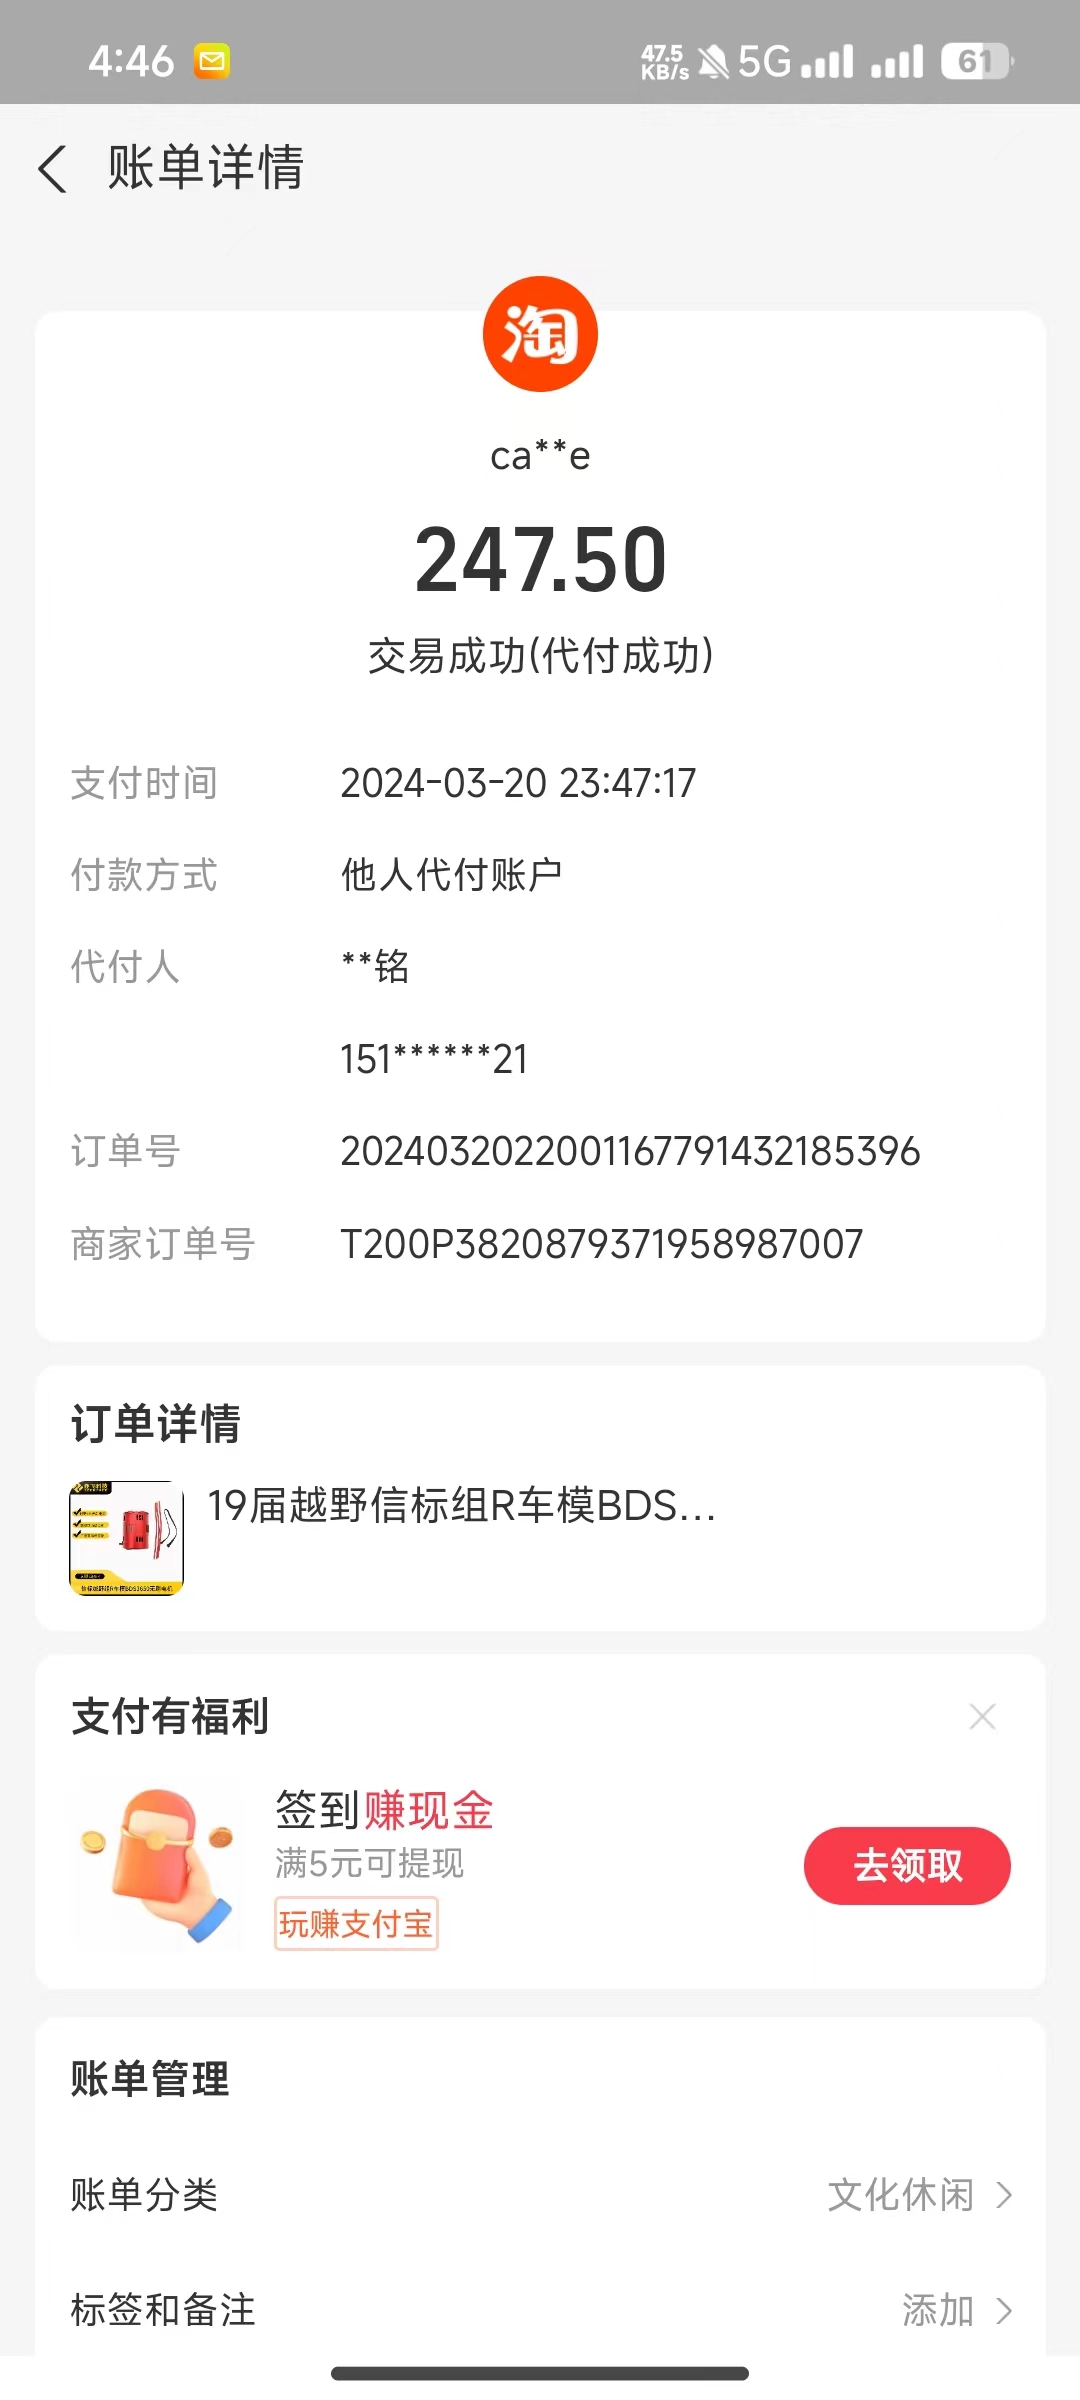 4:46
47.5
KB/s
5G
61
账单详情
淘
ca**e
247.50
交易成功(代付成功)
支付时间 2024-03-20 23:47:17
付款方式 他人代付账户
代付人 **铭
151******21
订单号 2024032022001167791432185396
商家订单号 T200P3820879371958987007
订单详情
19届越野信标组R车模BDS...
支付有福利
签到赚现金
满5元可提现
玩赚支付宝
去领取
账单管理
账单分类 文化休闲
标签和备注 添加